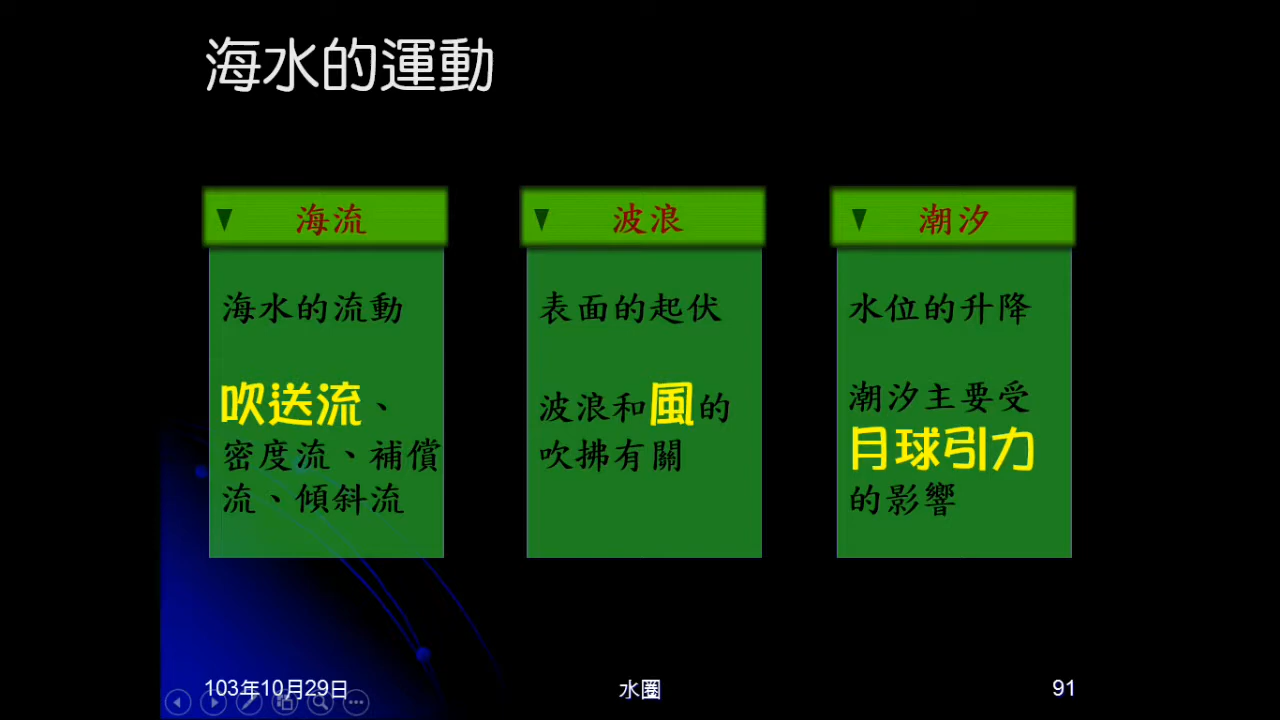 海水的運動
海流
海水的流動
吹送流、
密度流、補償
流、傾斜流
波浪
表面的起伏
波浪和風的
吹拂有關
潮汐
水位的升降
潮汐主要受
月球引力
的影響
103年10月29日
水圈
91